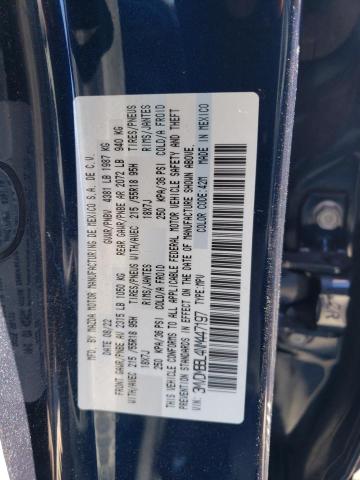 MFD. BY MAZDA MOTOR MANUFACTURING DE MEXICO S.A. DE C.V.
DATE: 08/22 GVWR/PNBV 4381 LB 1987 KG
FRONT GAWR/PNBE AV 2315 LB 1050 KG REAR GAWR/PNBE AR 2072 LB 940 KG
WITH/AVEC 215/55R18 95H TIRES/PNEUS WITH/AVEC 215/55R18 95H TIRES/PNEUS
18X7J RIMS/JANTES 18X7J RIMS/JANTES
250 KPA/36 PSI COLD/A FROID 250 KPA/36 PSI COLD/A FROID
THIS VEHICLE CONFORMS TO ALL APPLICABLE FEDERAL MOTOR VEHICLE SAFETY AND THEFT
PREVENTION STANDARDS IN EFFECT ON THE DATE OF MANUFACTURE SHOWN ABOVE.
TYPE: MPV COLOR CODE: 42M MADE IN MEXICO